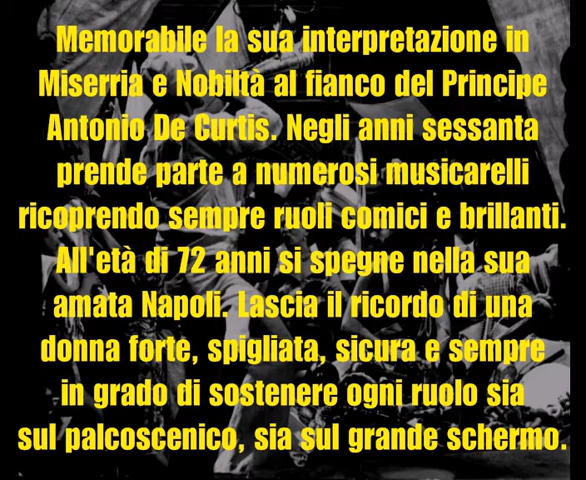 Memorabile la sua interpretazione in
Miserria e Nobiltà al fianco del Principe
Antonio De Curtis. Negli anni sessanta
prende parte a numerosi musicarelli
ricoprendo sempre ruoli comici e brillanti.
All'età di 72 anni si spegne nella sua
amata Napoli. Lascia il ricordo di una
donna forte, spigliata, sicura e sempre
in grado di sostenere ogni ruolo sia
sul palcoscenico, sia sul grande schermo.